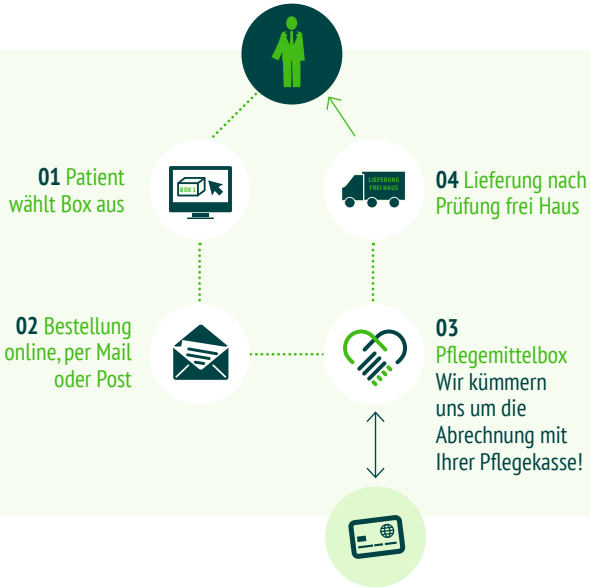 01 Patient
wählt Box aus
BOX 1
02 Bestellung
online, per Mail
oder Post
03
Pflegemittelbox
Wir kümmern
uns um die
Abrechnung mit
Ihrer Pflegekasse!
04 Lieferung nach
Prüfung frei Haus
LIEFERUNG
FREI HAUS